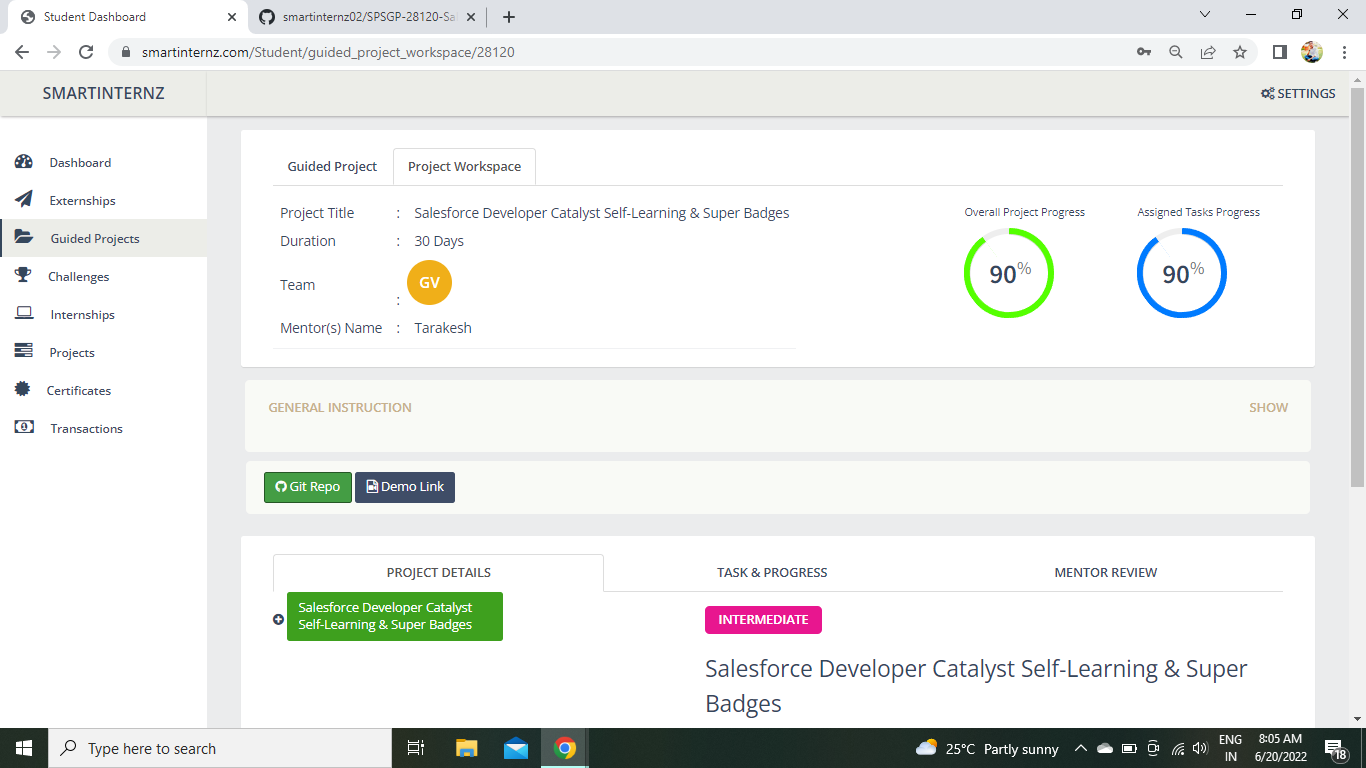 Student Dashboard
smartinternz02/SPSGP-28120-Sa
smartinternz.com/Student/guided_project_workspace/28120
SMARTINTERNZ
SETTINGS
Dashboard
Externships
Guided Projects
Challenges
Internships
Projects
Certificates
Transactions
Guided Project
Project Workspace
Project Title : Salesforce Developer Catalyst Self-Learning & Super Badges
Duration : 30 Days
Team : GV
Mentor(s) Name : Tarakesh
Overall Project Progress
90%
Assigned Tasks Progress
90%
GENERAL INSTRUCTION
SHOW
Git Repo
Demo Link
PROJECT DETAILS
TASK & PROGRESS
MENTOR REVIEW
Salesforce Developer Catalyst
Self-Learning & Super Badges
INTERMEDIATE
Salesforce Developer Catalyst Self-Learning & Super
Badges
Type here to search
25°C Partly sunny
ENG
IN
8:05 AM
6/20/2022
18